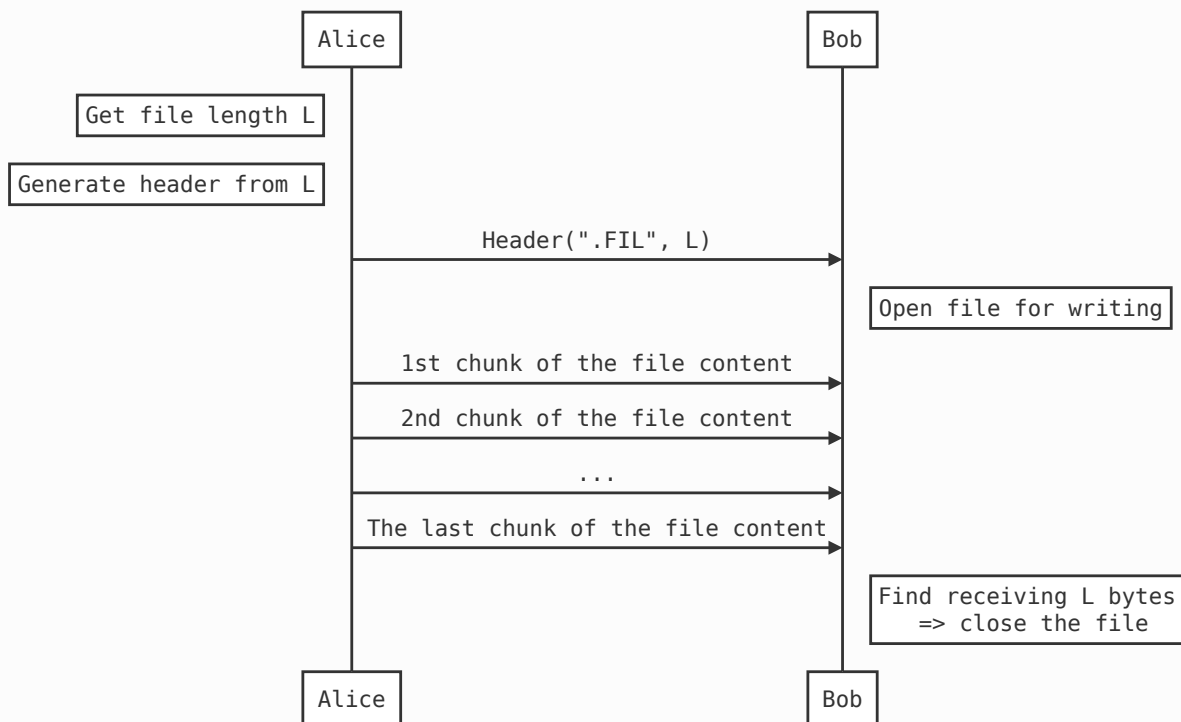 Alice
Bob
Get file length L
Generate header from L
Header(".FIL", L)
Open file for writing
1st chunk of the file content
2nd chunk of the file content
...
The last chunk of the file content
Find receiving L bytes
=> close the file
Alice
Bob